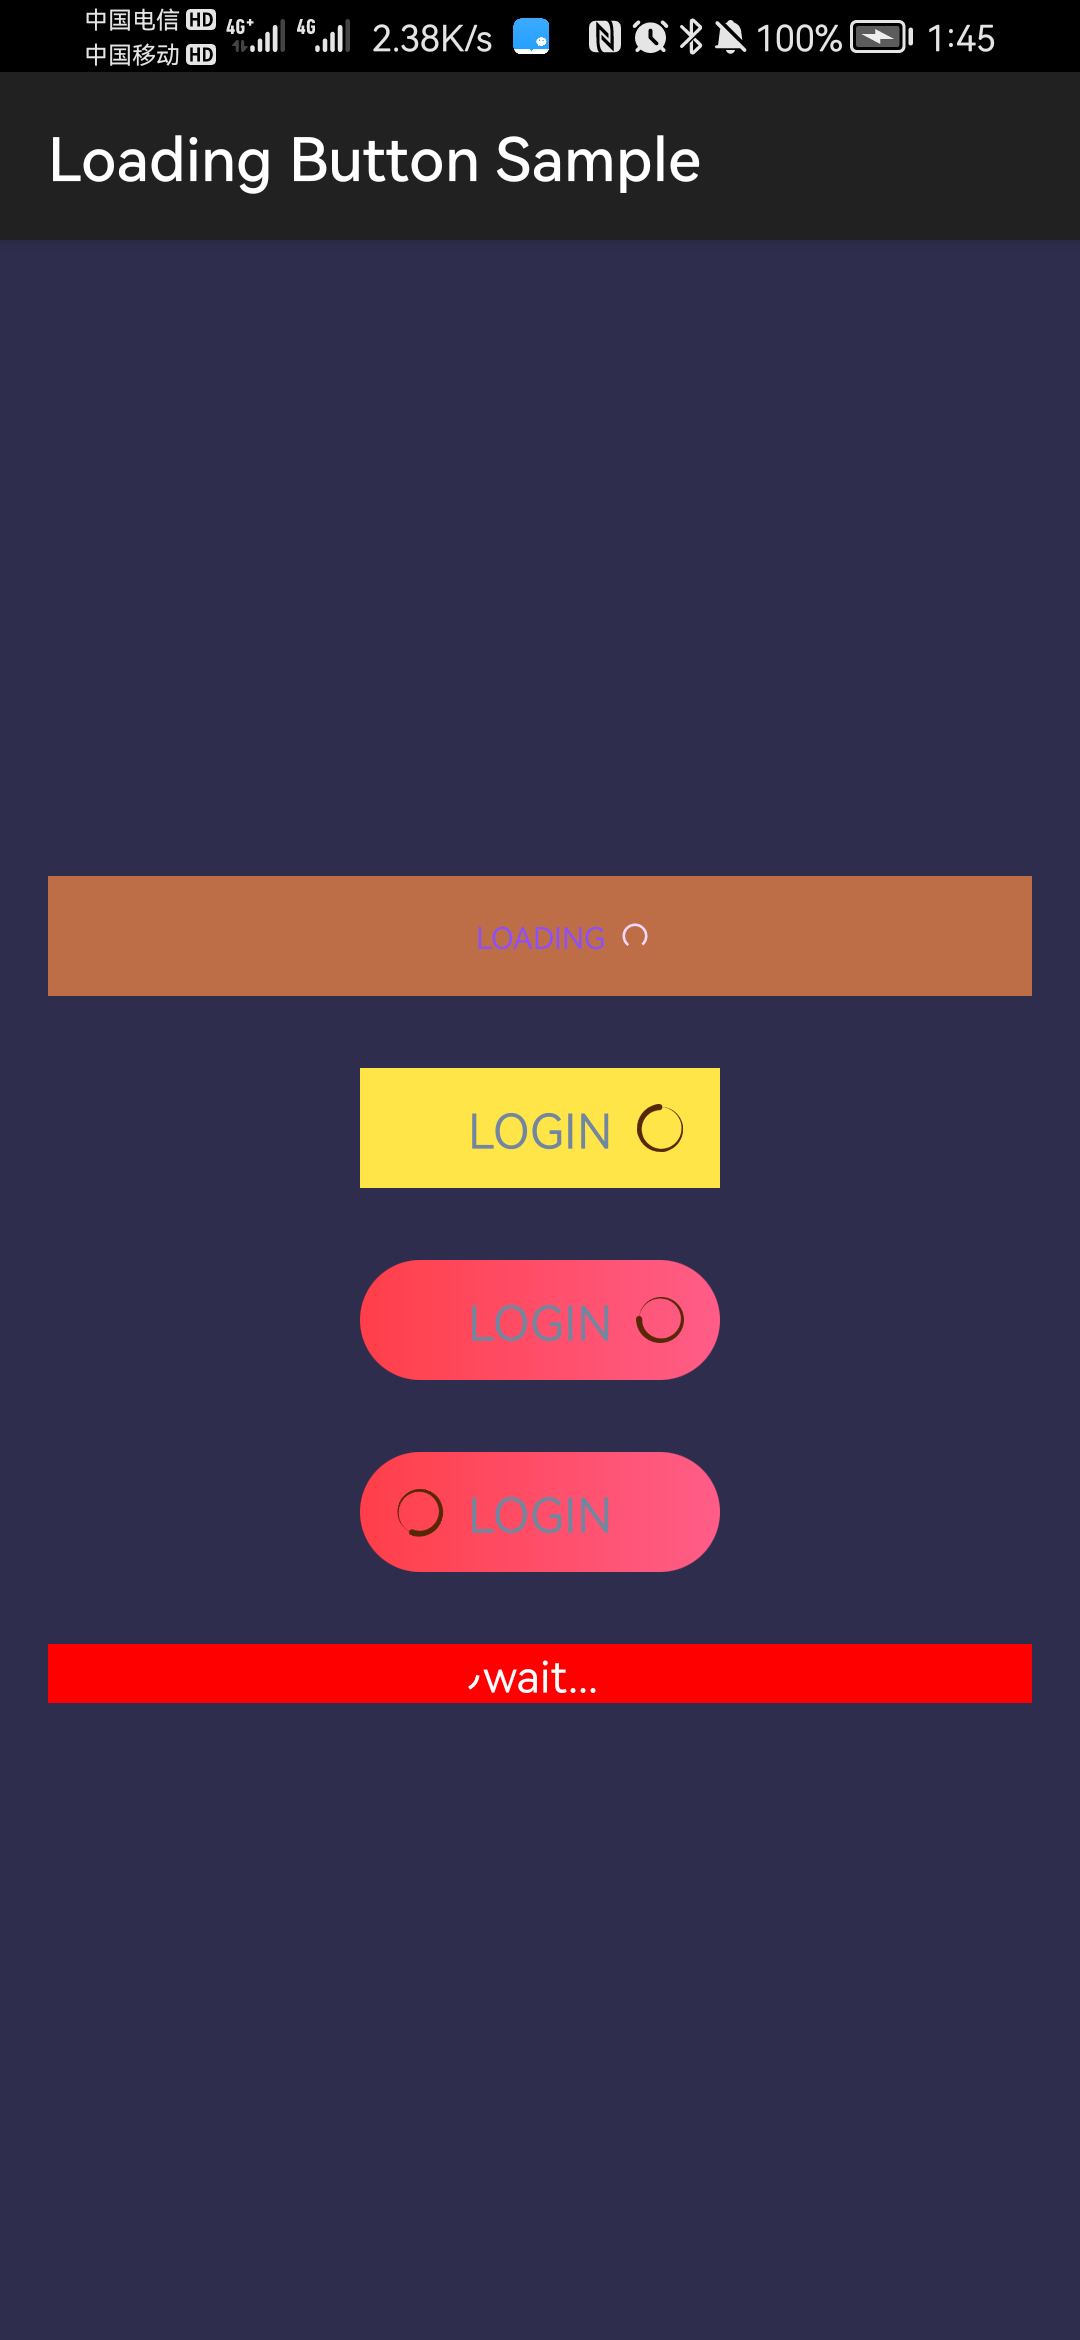 中国电信 HD 4G+ 4G 2.38K/s 100% 1:45
中国移动 HD
Loading Button Sample
LOADING
LOGIN
LOGIN
LOGIN
wait...